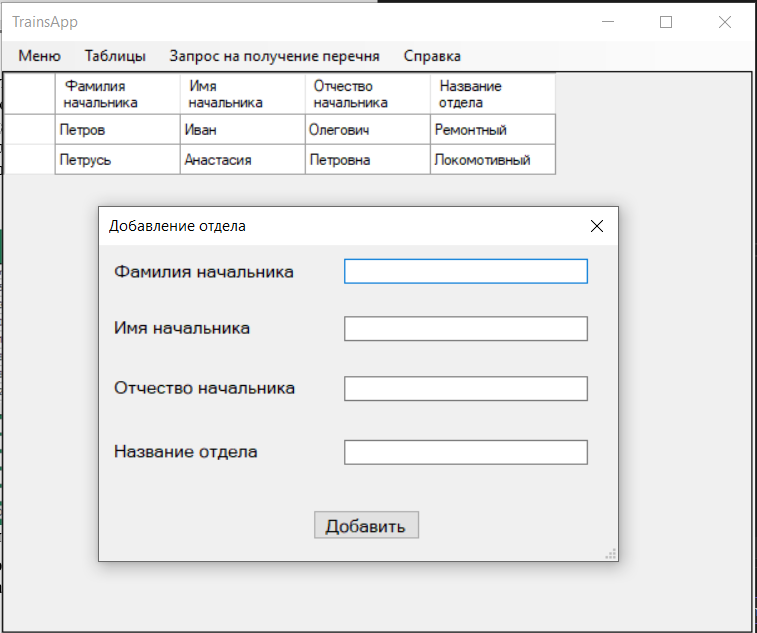 TrainsApp
Меню Таблицы Запрос на получение перечня Справка
Фамилия начальника Имя начальника Отчество начальника Название отдела
Петров Иван Олегович Ремонтный
Петрусь Анастасия Петровна Локомотивный
Добавление отдела
Фамилия начальника
Имя начальника
Отчество начальника
Название отдела
Добавить